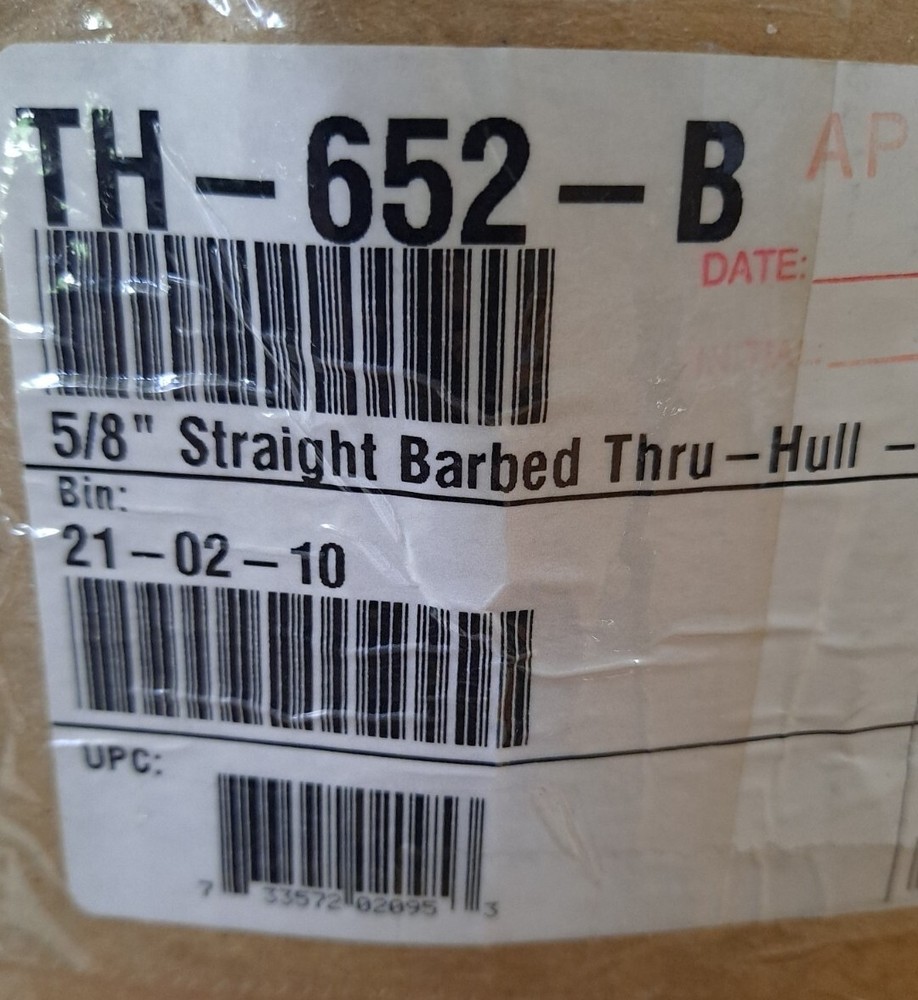 TH-652-B
AP
DATE:
INITIAL:
5/8" Straight Barbed Thru-Hull -
Bin:
21-02-10
UPC:
7 33572 02095 3